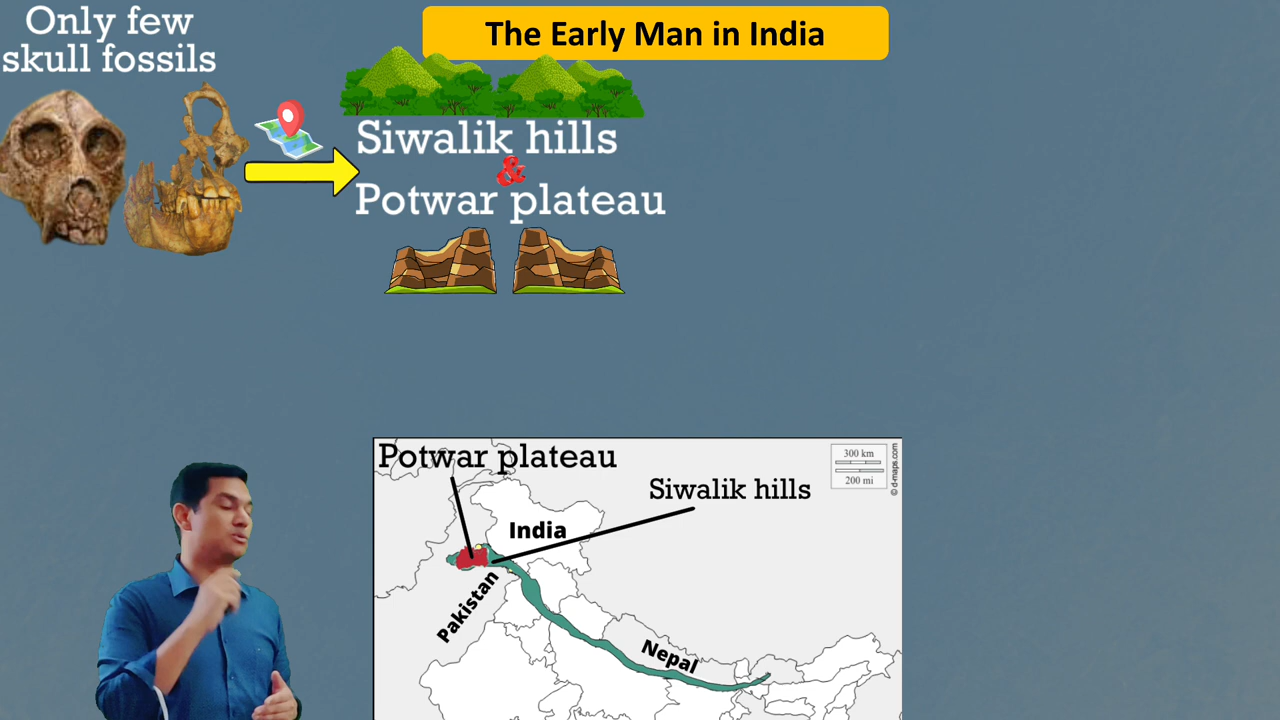 Only few
skull fossils
The Early Man in India
Siwalik hills
&
Potwar plateau
Potwar plateau
Siwalik hills
300 km
200 mi
© d-maps.com
India
Pakistan
Nepal